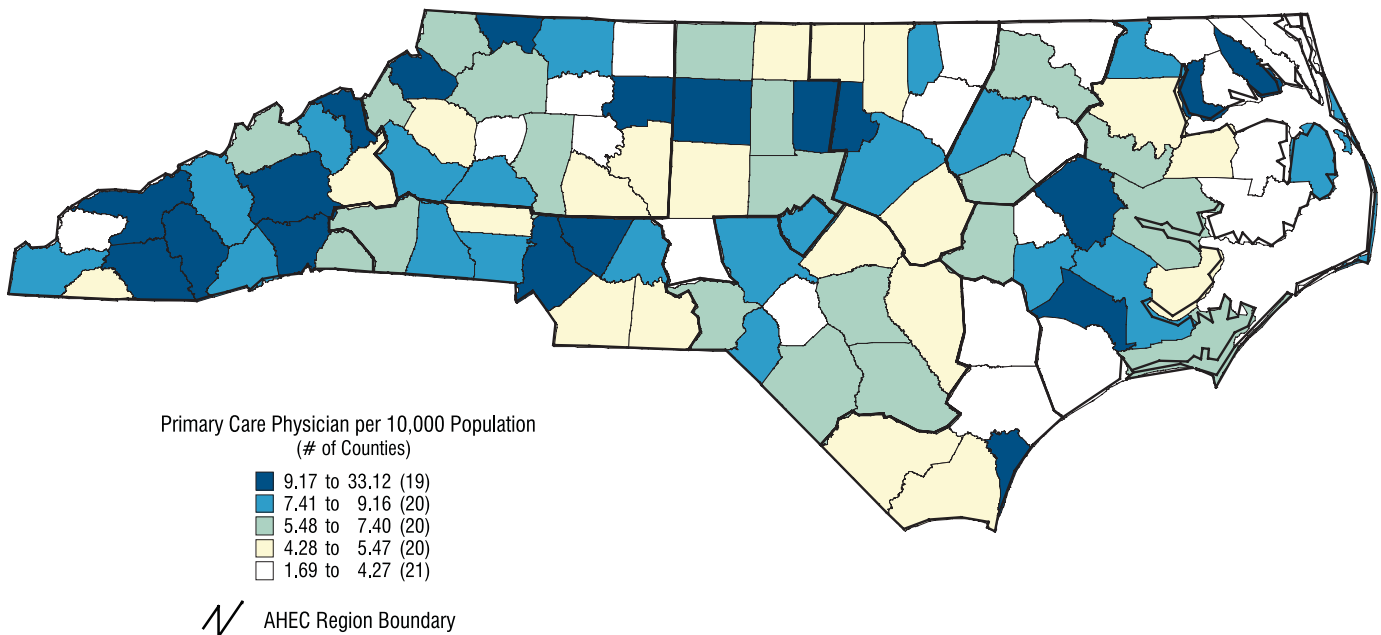 Primary Care Physician per 10,000 Population
(# of Counties)
9.17 to 33.12 (19)
7.41 to 9.16 (20)
5.48 to 7.40 (20)
4.28 to 5.47 (20)
1.69 to 4.27 (21)
AHEC Region Boundary